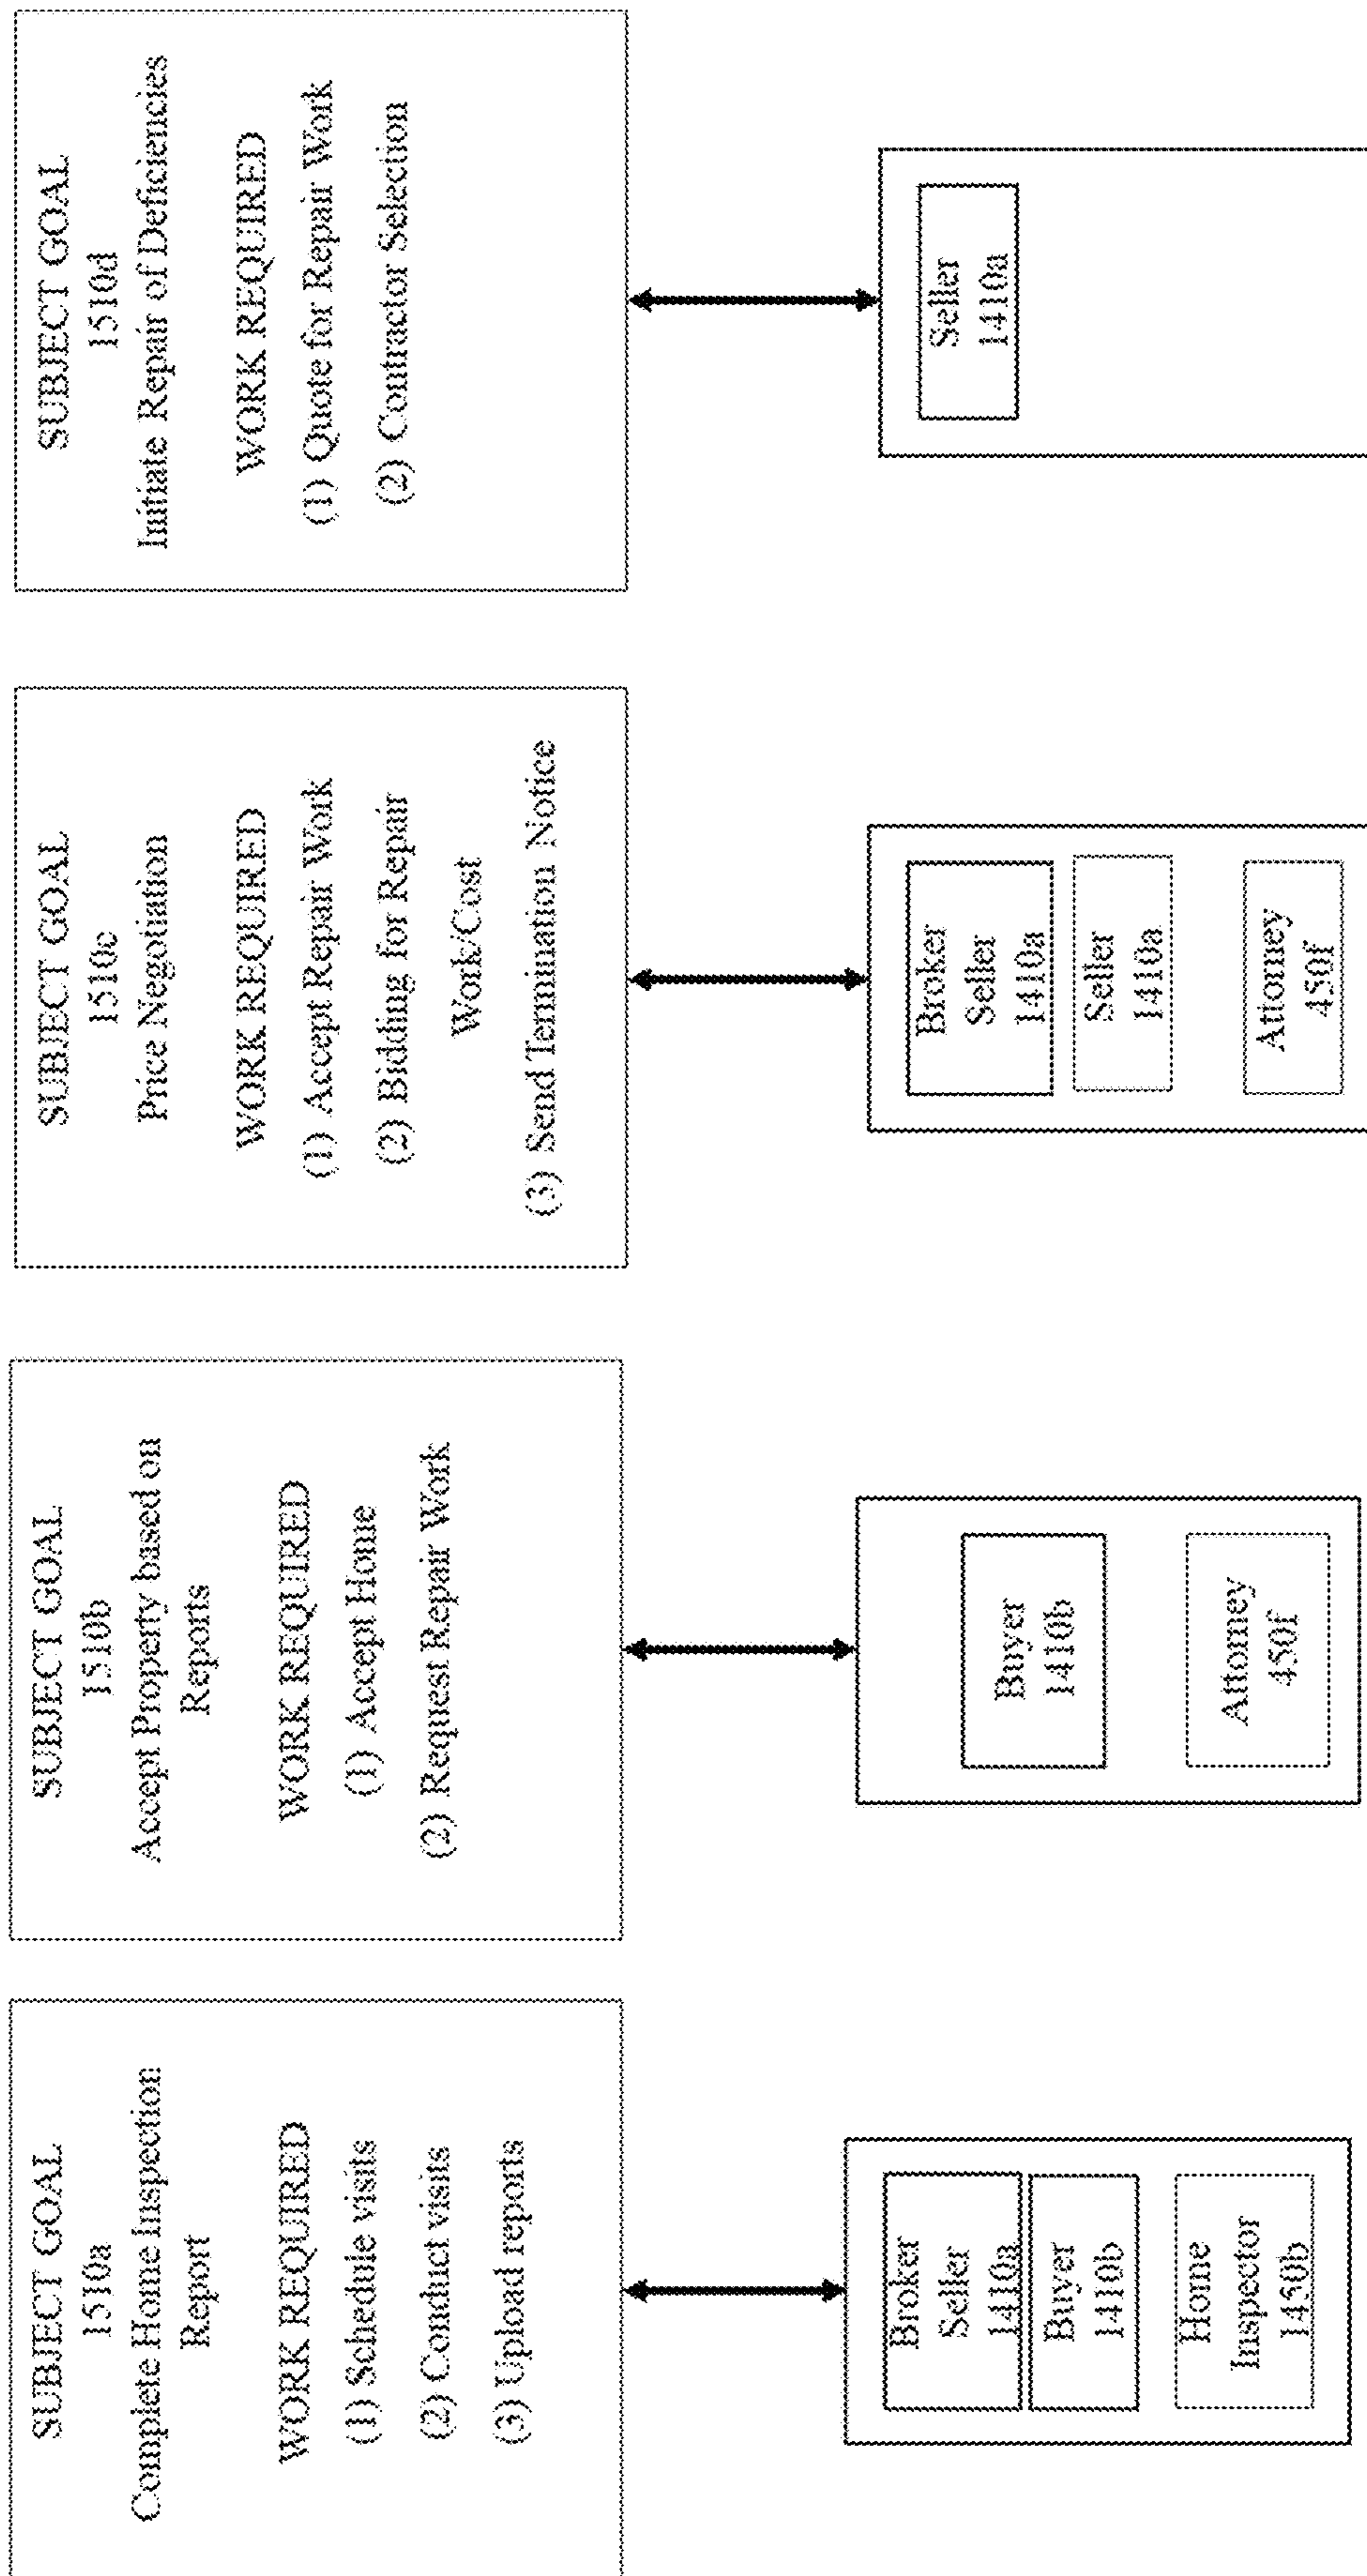 SUBJECT GOAL
1510a
Complete Home Inspection
Report
WORK REQUIRED
(1) Schedule visits
(2) Conduct visits
(3) Upload reports
Broker
Seller
1410a
Buyer
1410b
Home
Inspector
1450b
SUBJECT GOAL
1510b
Accept Property based on
Reports
WORK REQUIRED
(1) Accept Home
(2) Request Repair Work
Buyer
1410b
Attorney
450f
SUBJECT GOAL
1510c
Price Negotiation
WORK REQUIRED
(1) Accept Repair Work
(2) Bidding for Repair
Work/Cost
(3) Send Termination Notice
Broker
Seller
1410a
Seller
1410a
Attorney
450f
SUBJECT GOAL
1510d
Initiate Repair of Deficiencies
WORK REQUIRED
(1) Quote for Repair Work
(2) Contractor Selection
Seller
1410a